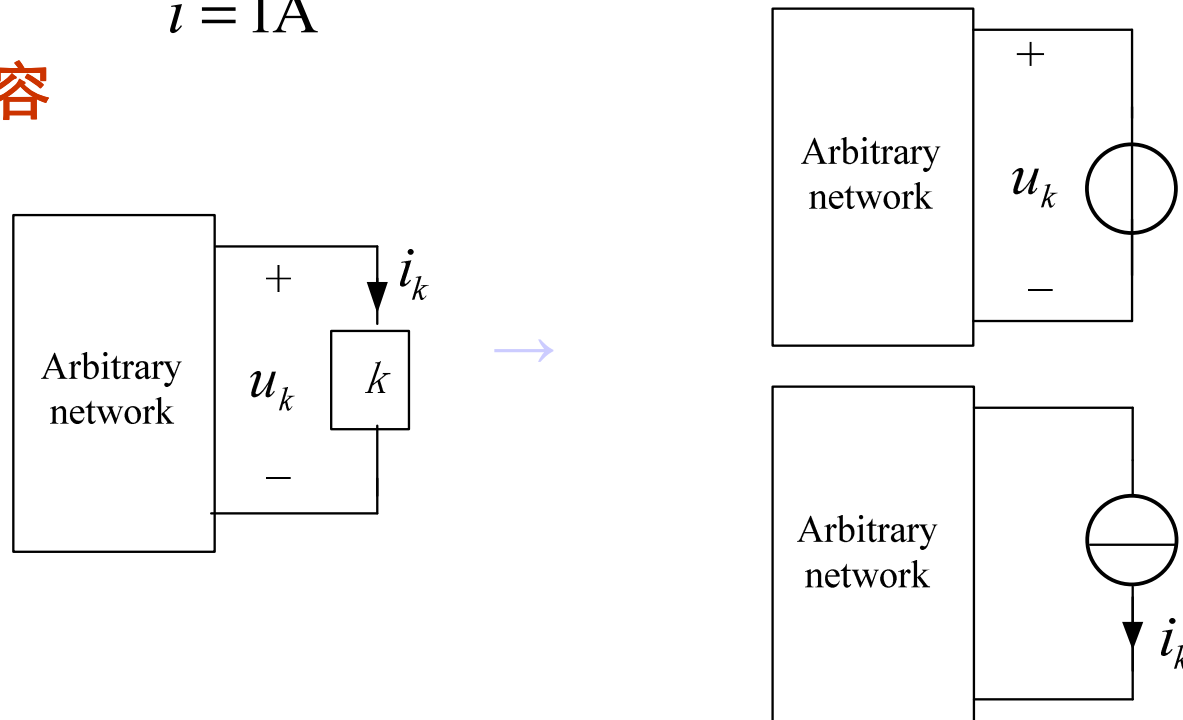 i = 1A
容
Arbitrary
network
+
u_k
−
i_k
k
→
Arbitrary
network
+
u_k
−
Arbitrary
network
i_k